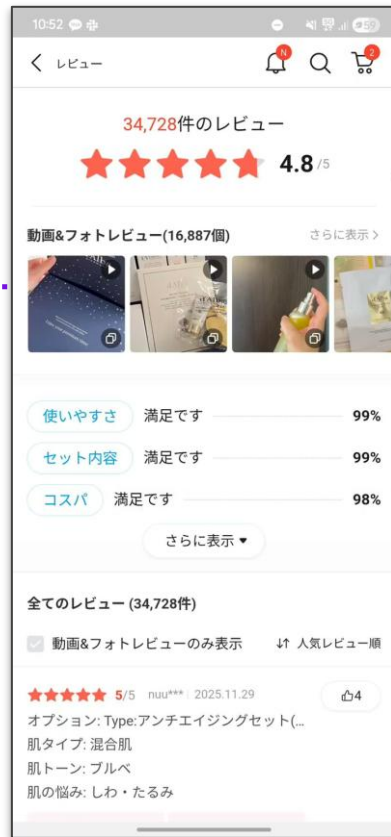 10:52
59
レビュー
N
2
34,728件のレビュー
4.8 /5
動画&フォトレビュー(16,887個) さらに表示 >
使いやすさ 満足です 99%
セット内容 満足です 99%
コスパ 満足です 98%
さらに表示 ▼
全てのレビュー (34,728件)
動画&フォトレビューのみ表示 ↓↑ 人気レビュー順
★★★★★ 5/5 nuu*** | 2025.11.29 4
オプション: Type:アンチエイジングセット(...
肌タイプ: 混合肌
肌トーン: ブルベ
肌の悩み: しわ・たるみ